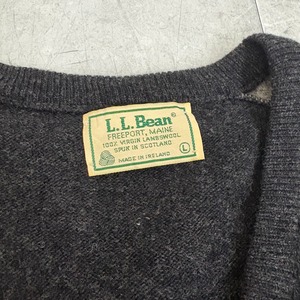 L.L.Bean®
FREEPORT, MAINE
100% VIRGIN LAMBSWOOL
SPUN IN SCOTLAND
MADE IN IRELAND
L